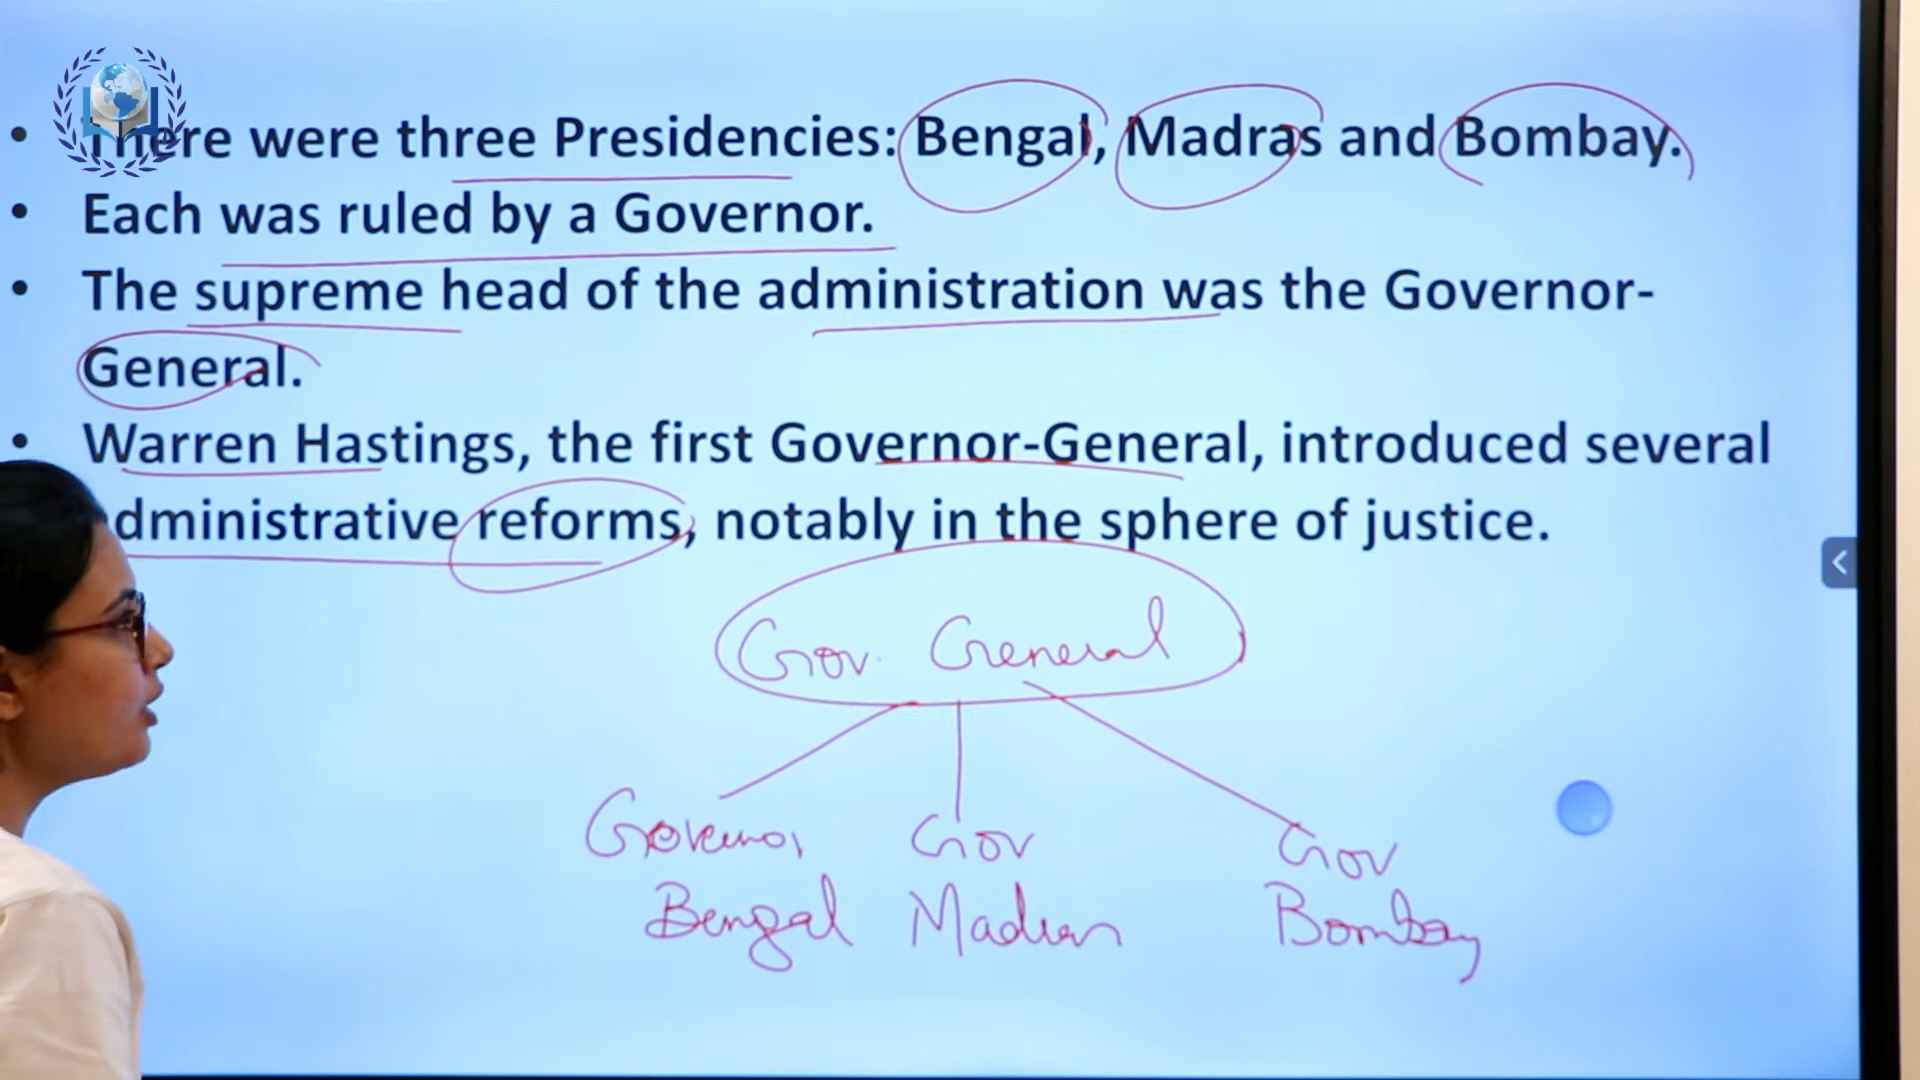 • There were three Presidencies: Bengal, Madras and Bombay.
• Each was ruled by a Governor.
• The supreme head of the administration was the Governor-
General.
• Warren Hastings, the first Governor-General, introduced several
administrative reforms, notably in the sphere of justice.
Gov. General
Governor Gov Gov
Bengal Madras Bombay